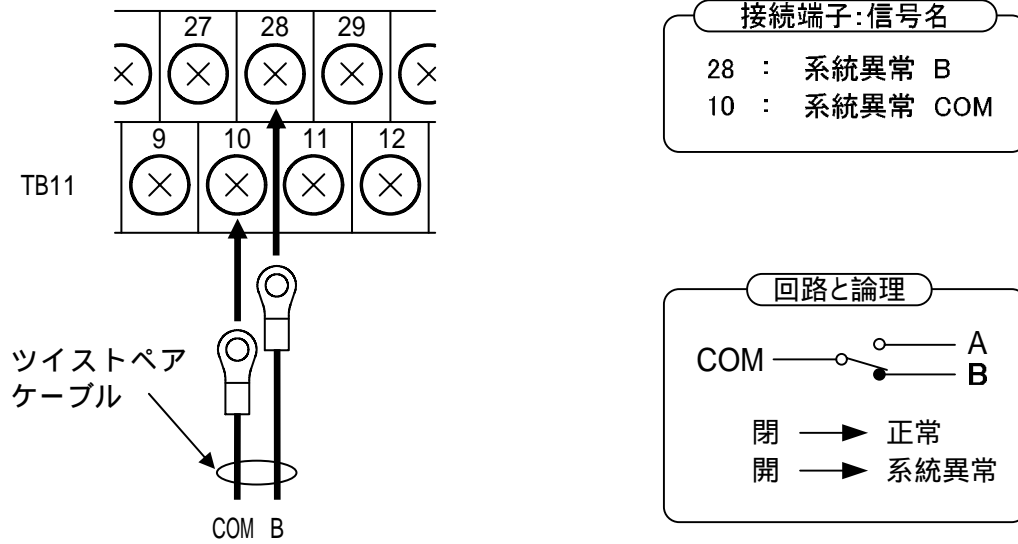 27 28 29
9 10 11 12
TB11
ツイストペア
ケーブル
COM B
接続端子:信号名
28 : 系統異常 B
10 : 系統異常 COM
回路と論理
COM
A
B
閉 正常
開 系統異常